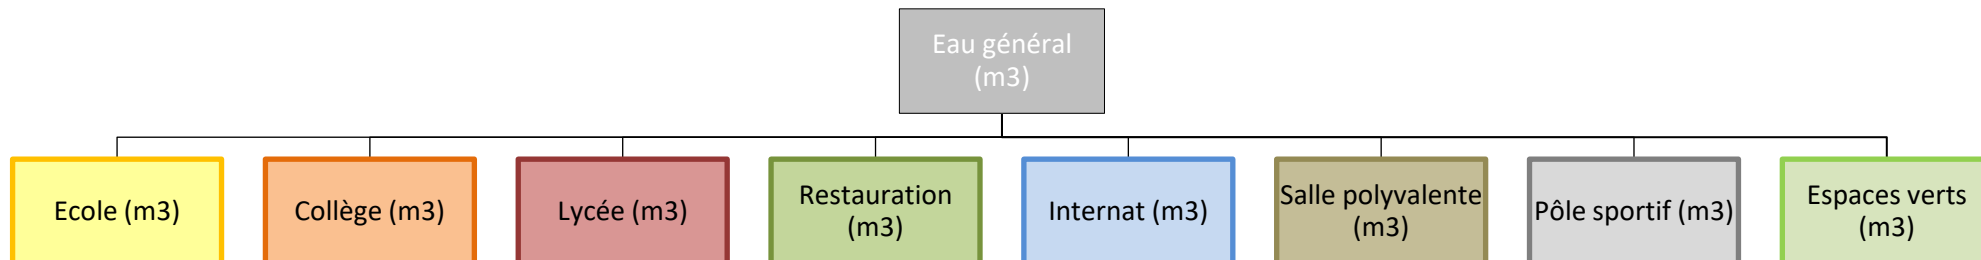 Eau général
(m3)
Ecole (m3)
Collège (m3)
Lycée (m3)
Restauration
(m3)
Internat (m3)
Salle polyvalente
(m3)
Pôle sportif (m3)
Espaces verts
(m3)